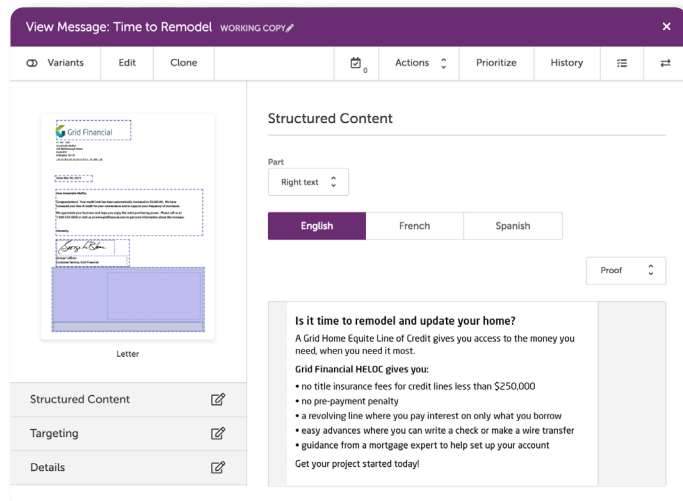 View Message: Time to Remodel WORKING COPY
Variants
Edit
Clone
0
Actions
Prioritize
History
Grid Financial
Letter
Structured Content
Targeting
Details
Structured Content
Part
Right text
English
French
Spanish
Proof
Is it time to remodel and update your home?
A Grid Home Equite Line of Credit gives you access to the money you
need, when you need it most.
Grid Financial HELOC gives you:
• no title insurance fees for credit lines less than $250,000
• no pre-payment penalty
• a revolving line where you pay interest on only what you borrow
• easy advances where you can write a check or make a wire transfer
• guidance from a mortgage expert to help set up your account
Get your project started today!